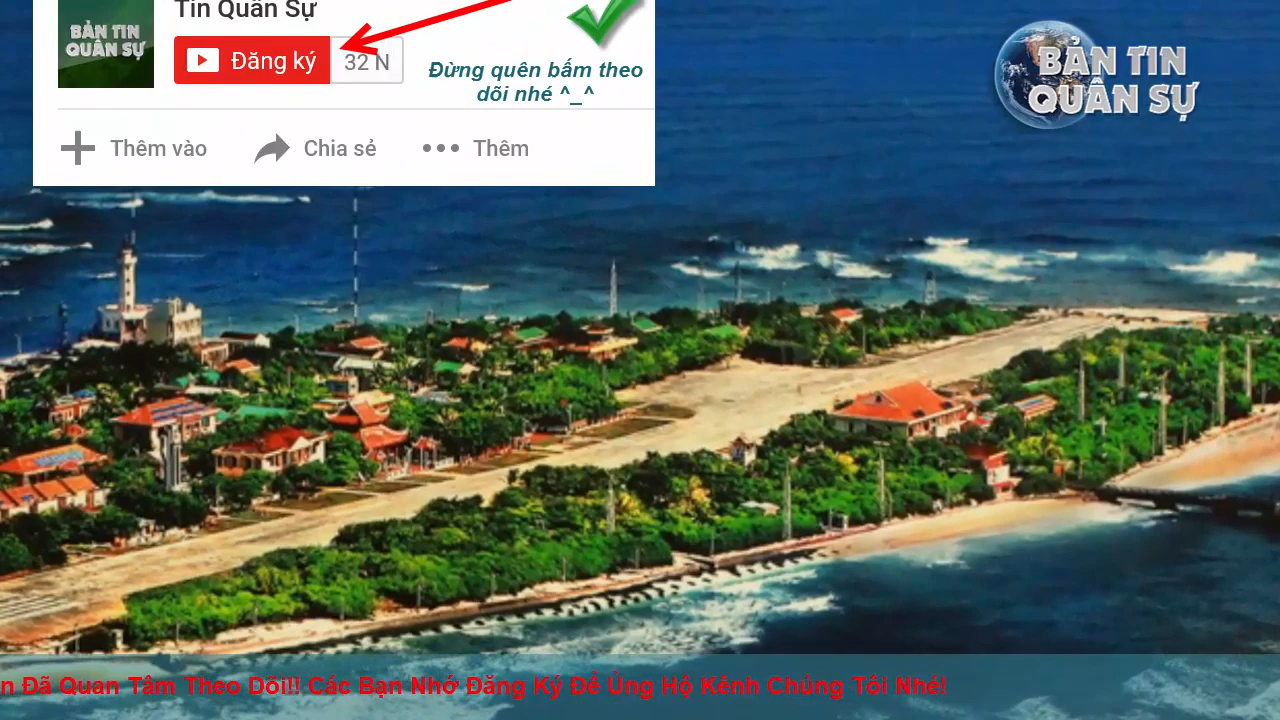 Tin Quân Sự
BẢN TIN
QUÂN SỰ
Đăng ký
32 N
Đừng quên bấm theo
dõi nhé ^_^
Thêm vào
Chia sẻ
Thêm
BẢN TIN
QUÂN SỰ
n Đã Quan Tâm Theo Dõi!! Các Bạn Nhớ Đăng Ký Để Ủng Hộ Kênh Chúng Tôi Nhé!